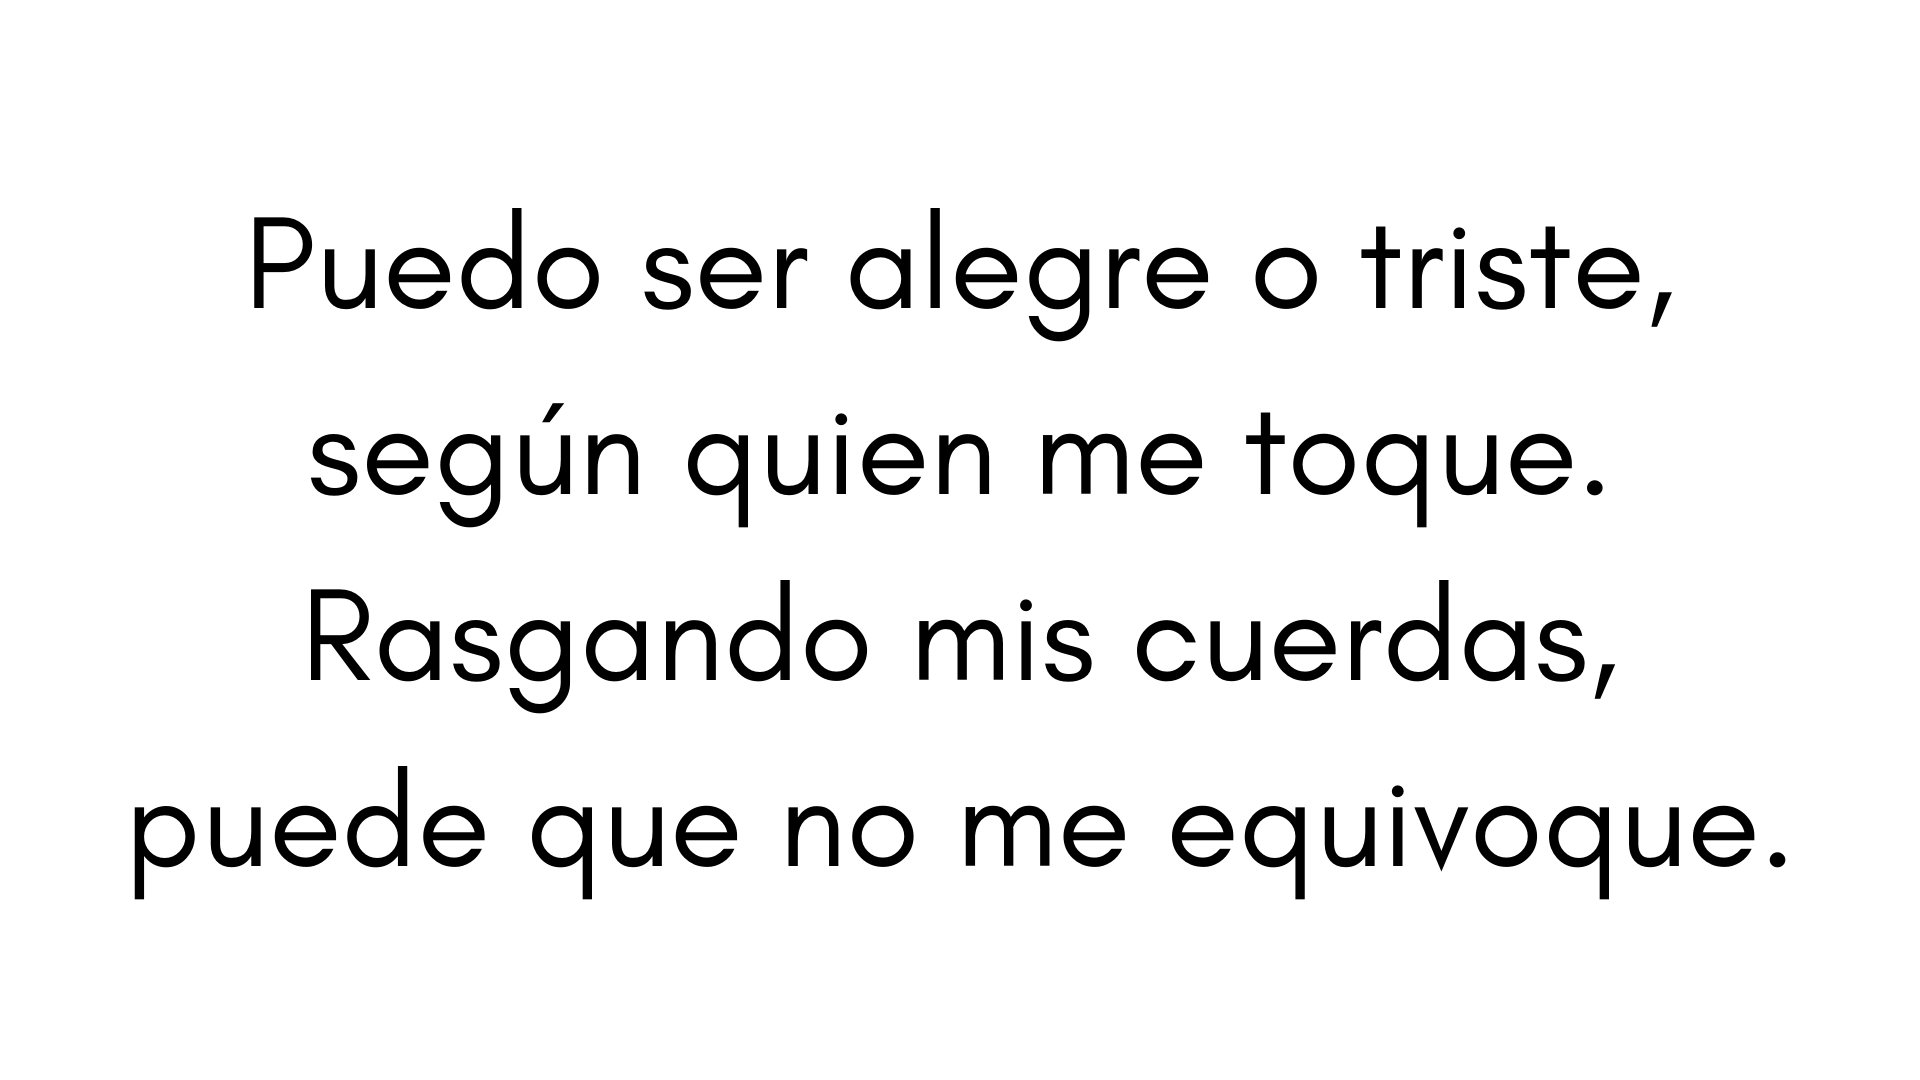 Puedo ser alegre o triste,
según quien me toque.
Rasgando mis cuerdas,
puede que no me equivoque.